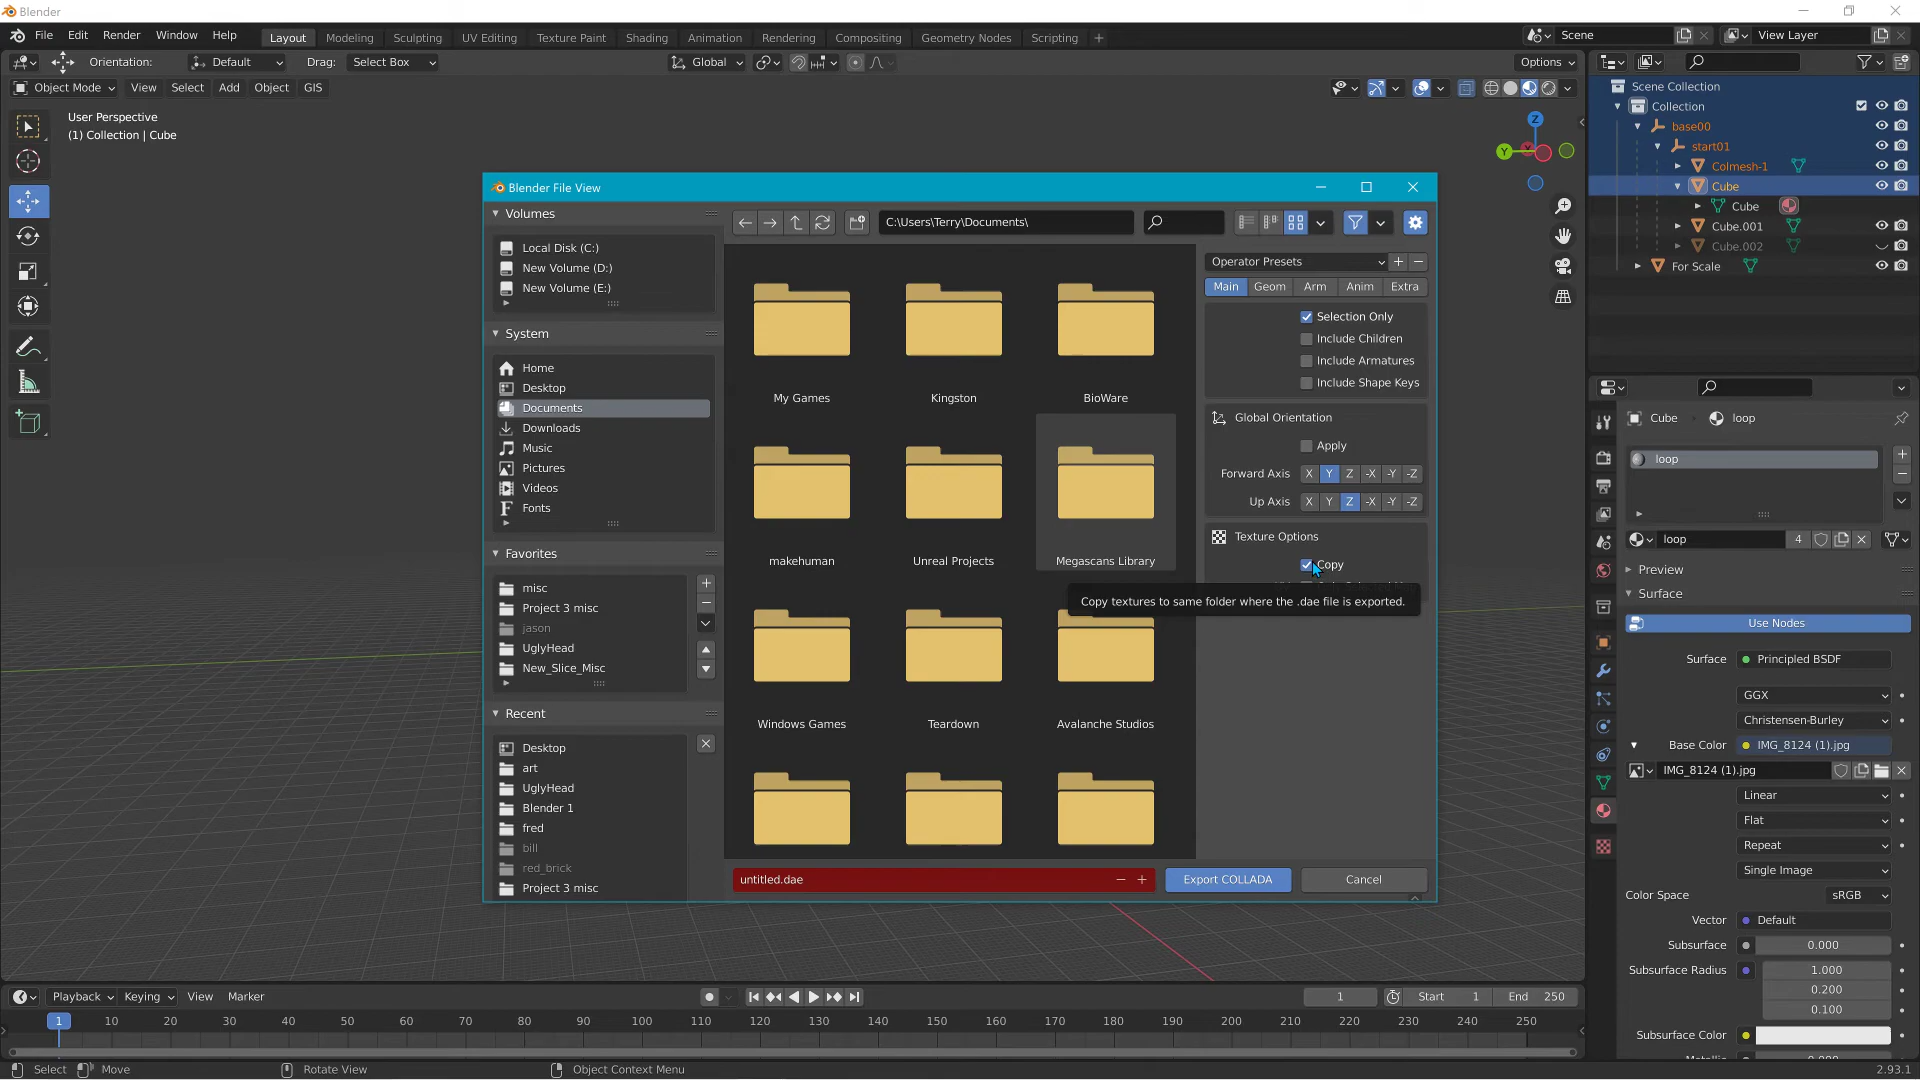 Blender
File Edit Render Window Help Layout Modeling Sculpting UV Editing Texture Paint Shading Animation Rendering Compositing Geometry Nodes Scripting + Scene View Layer
Orientation: Default Drag: Select Box Global Options
Object Mode View Select Add Object GIS
User Perspective
(1) Collection | Cube
Z
Y
X
Scene Collection
Collection
base00
start01
Colmesh-1
Cube
Cube
Cube.001
Cube.002
For Scale
Blender File View
Volumes
Local Disk (C:)
New Volume (D:)
New Volume (E:)
System
Home
Desktop
Documents
Downloads
Music
Pictures
Videos
Fonts
Favorites
misc
Project 3 misc
jason
UglyHead
New_Slice_Misc
Recent
Desktop
art
UglyHead
Blender 1
fred
bill
red_brick
Project 3 misc
C:\Users\Terry\Documents\
My Games Kingston BioWare
makehuman Unreal Projects Megascans Library
Windows Games Teardown Avalanche Studios
Operator Presets
Main Geom Arm Anim Extra
Selection Only
Include Children
Include Armatures
Include Shape Keys
Global Orientation
Apply
Forward Axis X Y Z -X -Y -Z
Up Axis X Y Z -X -Y -Z
Texture Options
Copy
Copy textures to same folder where the .dae file is exported.
untitled.dae
Export COLLADA Cancel
Cube loop
loop
loop 4
Preview
Surface
Use Nodes
Surface Principled BSDF
GGX
Christensen-Burley
Base Color IMG_8124 (1).jpg
IMG_8124 (1).jpg
Linear
Flat
Repeat
Single Image
Color Space sRGB
Vector Default
Subsurface 0.000
Subsurface Radius 1.000
0.200
0.100
Subsurface Color
Playback Keying View Marker 1 Start 1 End 250
1 10 20 30 40 50 60 70 80 90 100 110 120 130 140 150 160 170 180 190 200 210 220 230 240 250
Select Move Rotate View Object Context Menu 2.93.1